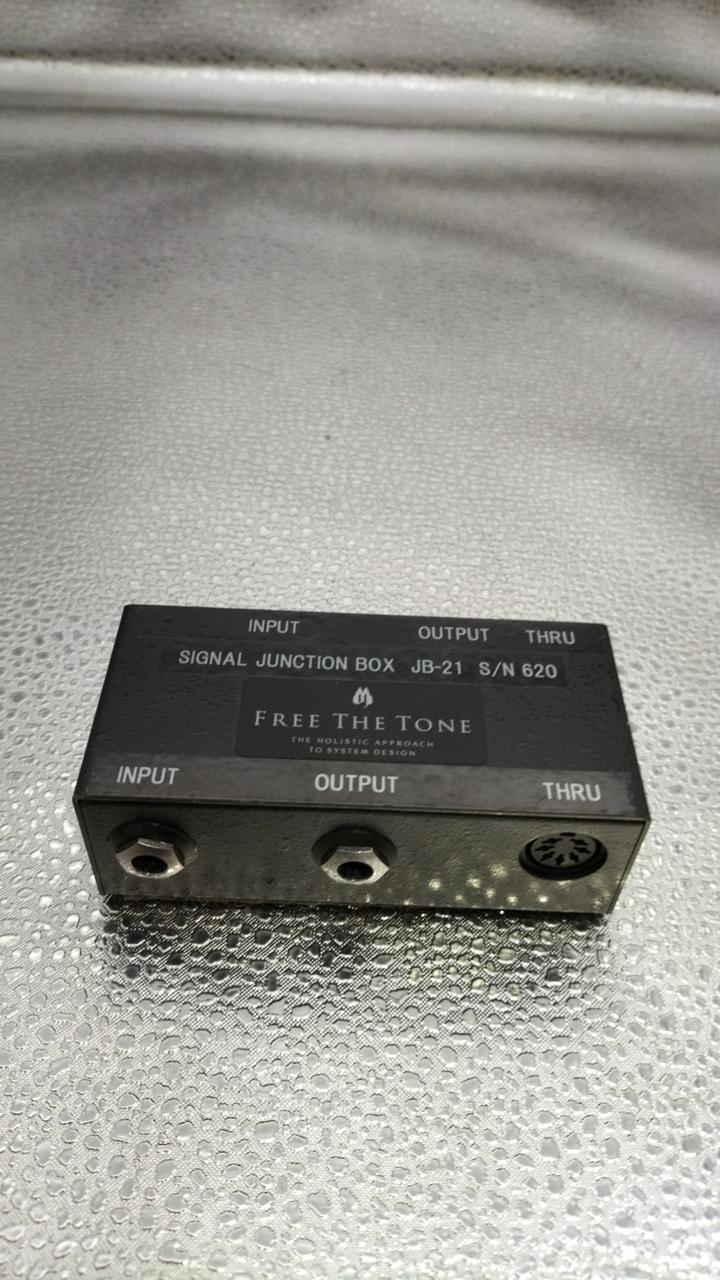 INPUT OUTPUT THRU
SIGNAL JUNCTION BOX JB-21 S/N 620
FREE THE TONE
THE HOLISTIC APPROACH
TO SYSTEM DESIGN
INPUT OUTPUT THRU